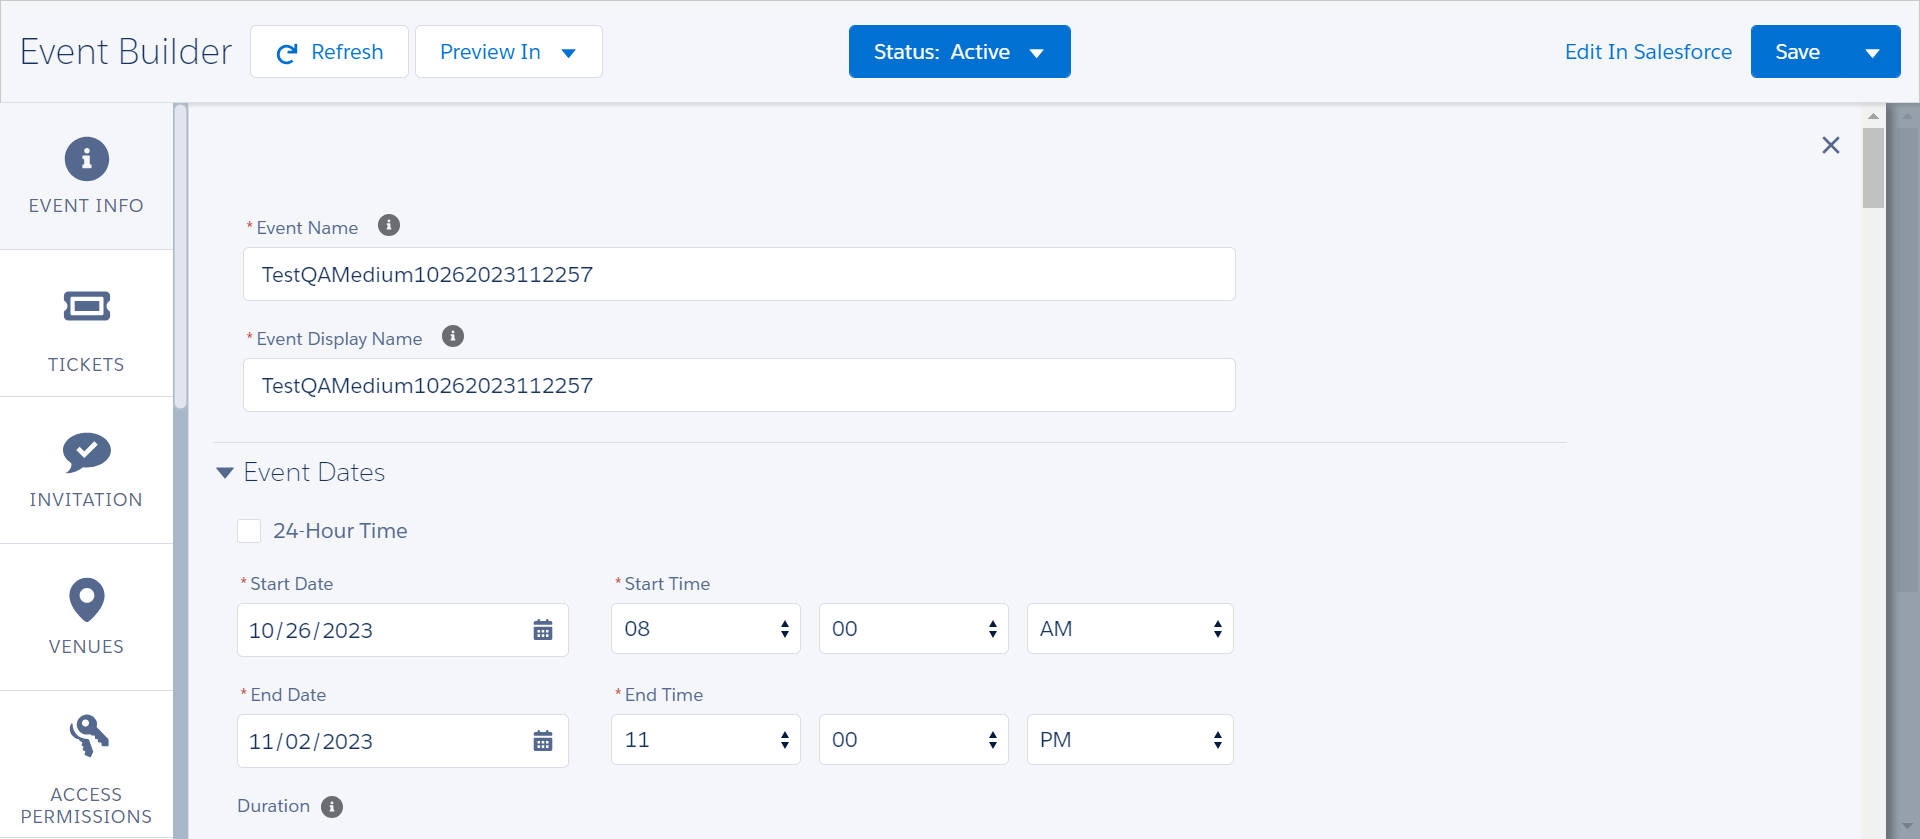 Event Builder
Refresh
Preview In
Status: Active
Edit In Salesforce
Save
EVENT INFO
TICKETS
INVITATION
VENUES
ACCESS
PERMISSIONS
* Event Name
TestQAMedium10262023112257
* Event Display Name
TestQAMedium10262023112257
Event Dates
24-Hour Time
* Start Date
* Start Time
10/26/2023
08
00
AM
* End Date
* End Time
11/02/2023
11
00
PM
Duration